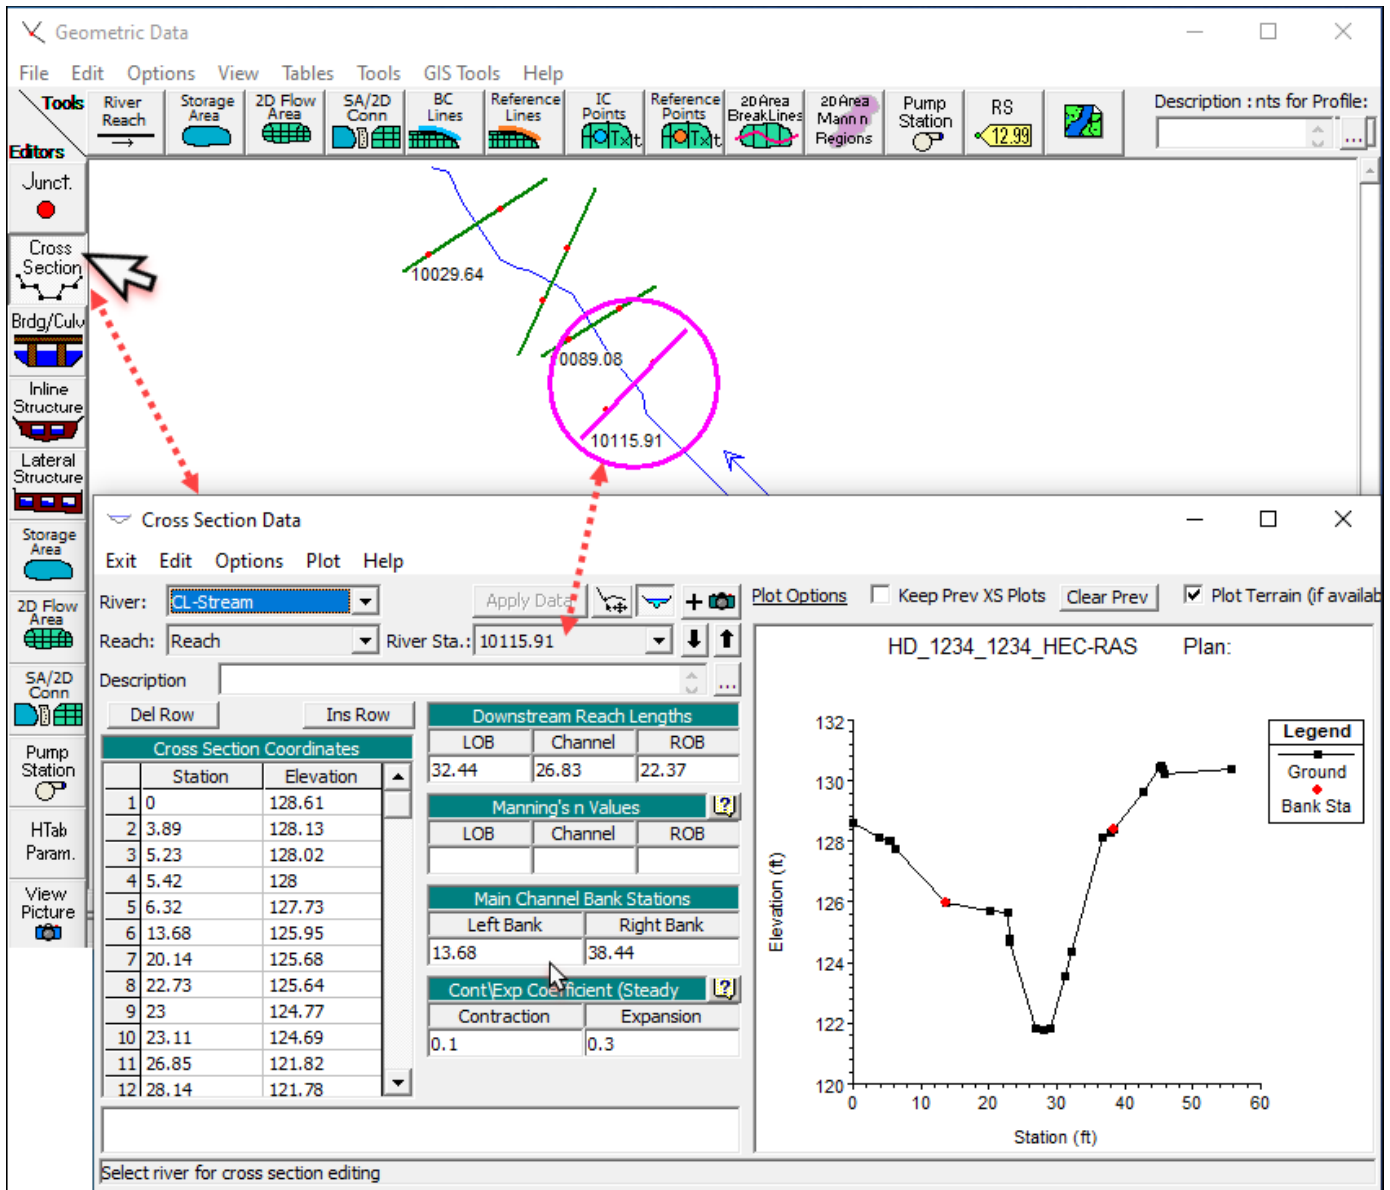 Geometric Data
File Edit Options View Tables Tools GIS Tools Help
Tools
Editors
River Reach
Storage Area
2D Flow Area
SA/2D Conn
BC Lines
Reference Lines
IC Points
Reference Points
2D Area BreakLines
2D Area Mann n Regions
Pump Station
RS
12.99
Description : nts for Profile:
...
Junct.
Cross Section
Brdg/Culv
Inline Structure
Lateral Structure
Storage Area
2D Flow Area
SA/2D Conn
Pump Station
HTab Param.
View Picture
10029.64
0089.08
10115.91
Cross Section Data
Exit Edit Options Plot Help
River: CL-Stream Apply Data
Reach: Reach River Sta.: 10115.91
Description ...
Del Row Ins Row
Cross Section Coordinates
Station Elevation
1 0 128.61
2 3.89 128.13
3 5.23 128.02
4 5.42 128
5 6.32 127.73
6 13.68 125.95
7 20.14 125.68
8 22.73 125.64
9 23 124.77
10 23.11 124.69
11 26.85 121.82
12 28.14 121.78
Downstream Reach Lengths
LOB Channel ROB
32.44 26.83 22.37
Manning's n Values
LOB Channel ROB
Main Channel Bank Stations
Left Bank Right Bank
13.68 38.44
Cont\Exp Coefficient (Steady
Contraction Expansion
0.1 0.3
Plot Options Keep Prev XS Plots Clear Prev Plot Terrain (if availab
HD_1234_1234_HEC-RAS Plan:
Elevation (ft)
132
130
128
126
124
122
120
0 10 20 30 40 50 60
Station (ft)
Legend
Ground
Bank Sta
Select river for cross section editing